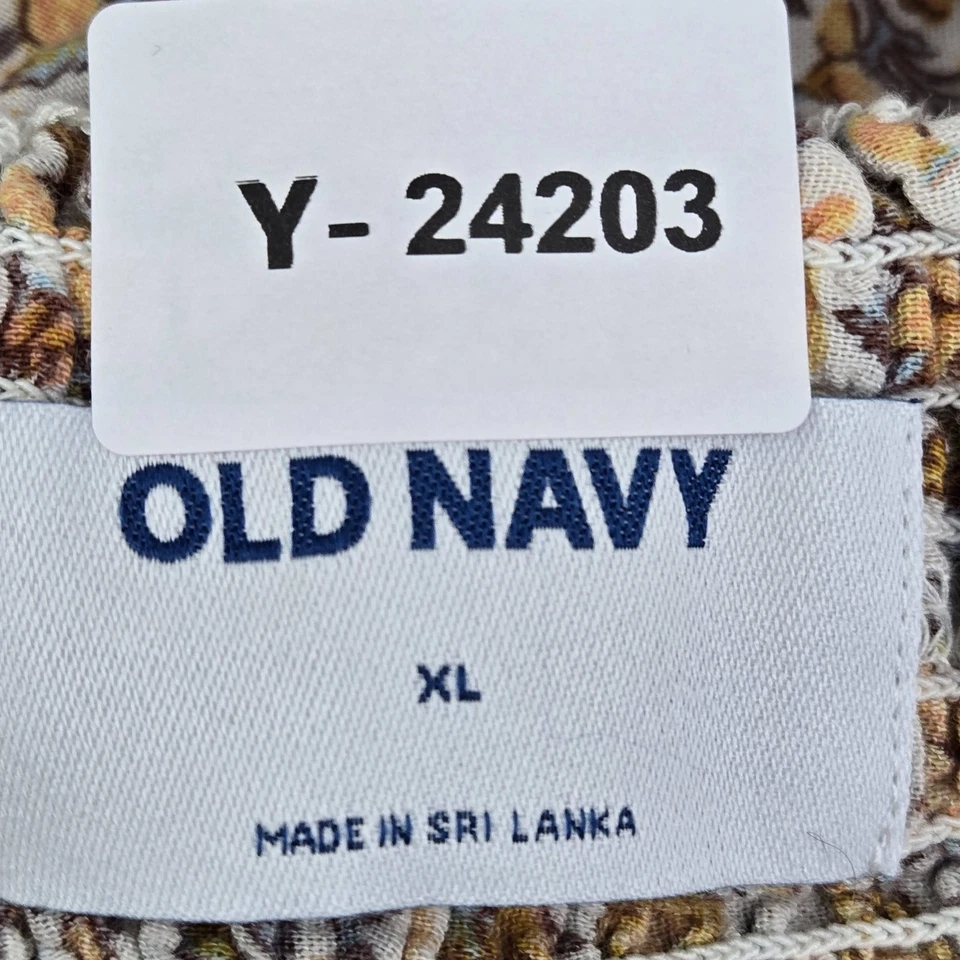 Y- 24203
OLD NAVY
XL
MADE IN SRI LANKA